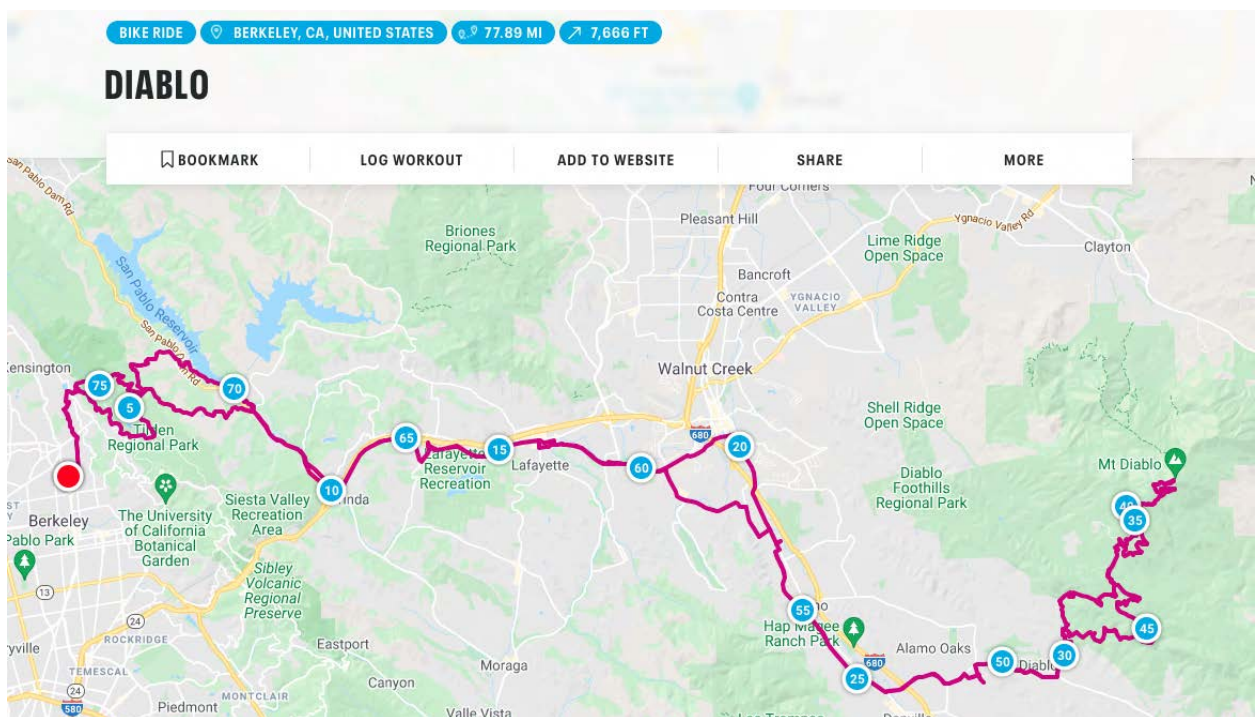 BIKE RIDE
BERKELEY, CA, UNITED STATES
77.89 MI
7,666 FT
DIABLO
BOOKMARK
LOG WORKOUT
ADD TO WEBSITE
SHARE
MORE
San Pablo Dam Rd
Four Corners
Pleasant Hill
Ygnacio Valley Rd
Briones
Regional Park
Lime Ridge
Open Space
Clayton
Bancroft
Contra
Costa Centre
YGNACIO
VALLEY
San Pablo Reservoir
San Pablo Dam Rd
Kensington
Walnut Creek
75
70
5
Tilden
Regional Park
Shell Ridge
Open Space
65
15
680
20
Lafayette
Reservoir
Recreation
Lafayette
60
Mt Diablo
Diablo
Foothills
Regional Park
10
Siesta Valley
Recreation
Area
40
35
Berkeley
Pablo Park
The University
of California
Botanical
Garden
Sibley
Volcanic
Regional
Preserve
13
24
55
Hap Magee
Ranch Park
45
ROCKRIDGE
Eastport
680
Alamo Oaks
30
50
Diablo
25
TEMESCAL
Moraga
Canyon
24
580
MONTCLAIR
Piedmont
Valle Vista